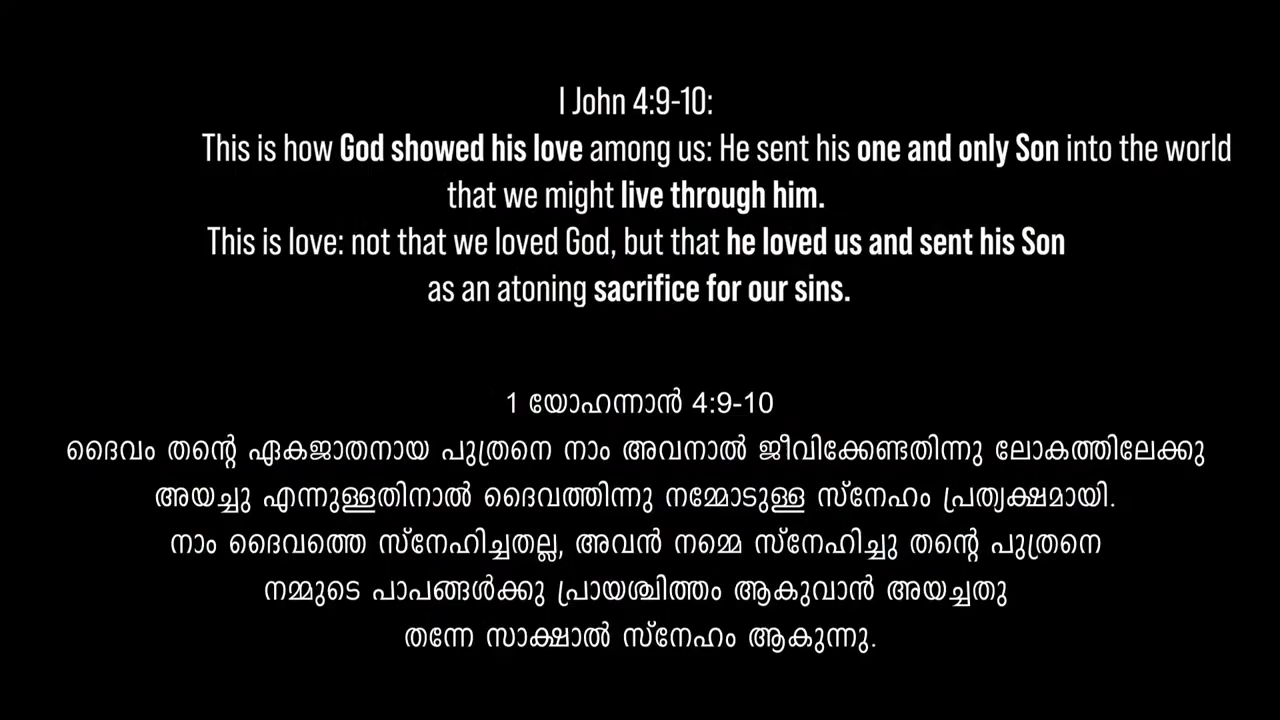 I John 4:9-10:
This is how God showed his love among us: He sent his one and only Son into the world
that we might live through him.
This is love: not that we loved God, but that he loved us and sent his Son
as an atoning sacrifice for our sins.
1 യോഹന്നാൻ 4:9-10
ദൈവം തന്റെ ഏകജാതനായ പുത്രനെ നാം അവനാൽ ജീവിക്കേണ്ടതിന്നു ലോകത്തിലേക്കു
അയച്ചു എന്നുള്ളതിനാൽ ദൈവത്തിന്നു നമ്മോടുള്ള സ്നേഹം പ്രത്യക്ഷമായി.
നാം ദൈവത്തെ സ്നേഹിച്ചതല്ല, അവൻ നമ്മെ സ്നേഹിച്ചു തന്റെ പുത്രനെ
നമ്മുടെ പാപങ്ങൾക്കു പ്രായശ്ചിത്തം ആകുവാൻ അയച്ചതു
തന്നേ സാക്ഷാൽ സ്നേഹം ആകുന്നു.